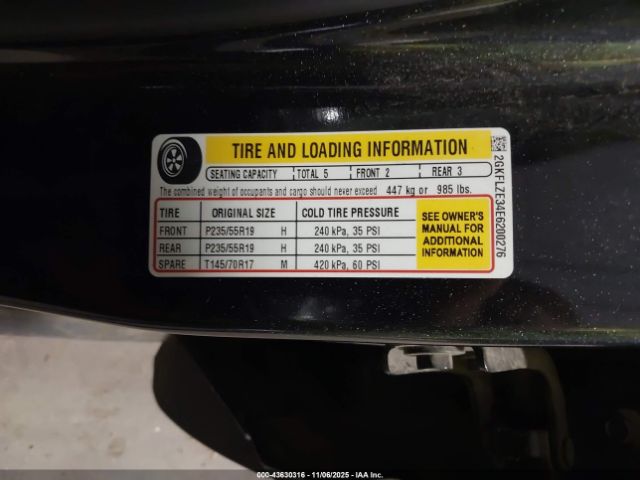 TIRE AND LOADING INFORMATION
SEATING CAPACITY TOTAL 5 FRONT 2 REAR 3
The combined weight of occupants and cargo should never exceed 447 kg or 985 lbs.
TIRE ORIGINAL SIZE COLD TIRE PRESSURE
FRONT P235/55R19 H 240 kPa, 35 PSI
REAR P235/55R19 H 240 kPa, 35 PSI
SPARE T145/70R17 M 420 kPa, 60 PSI
SEE OWNER'S
MANUAL FOR
ADDITIONAL
INFORMATION
2GKFLZE34E6200276
000-43630316 - 11/06/2025 - IAA Inc.